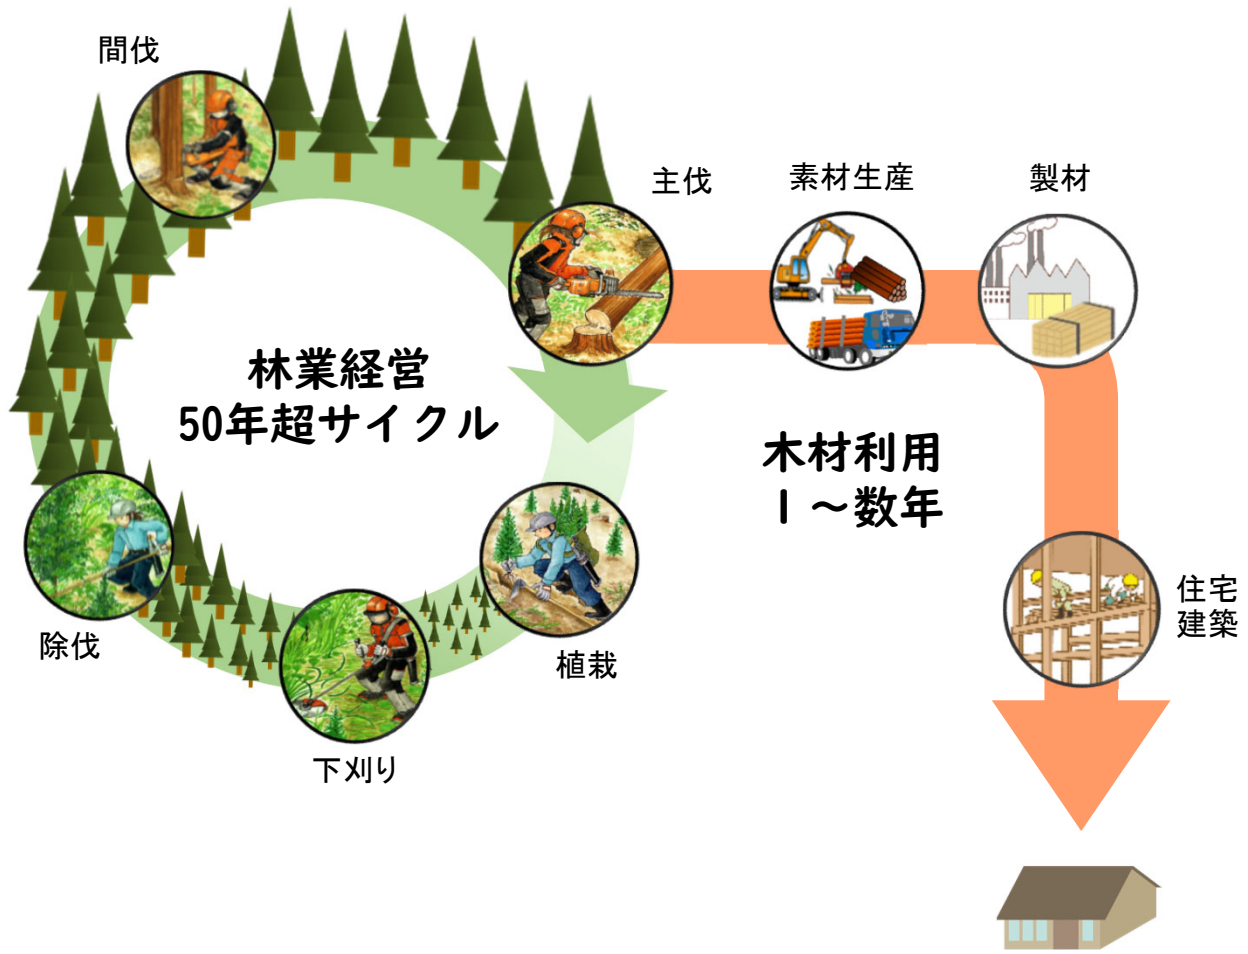 間伐
主伐
素材生産
製材
林業経営
50年超サイクル
木材利用
1～数年
住宅
建築
除伐
植栽
下刈り